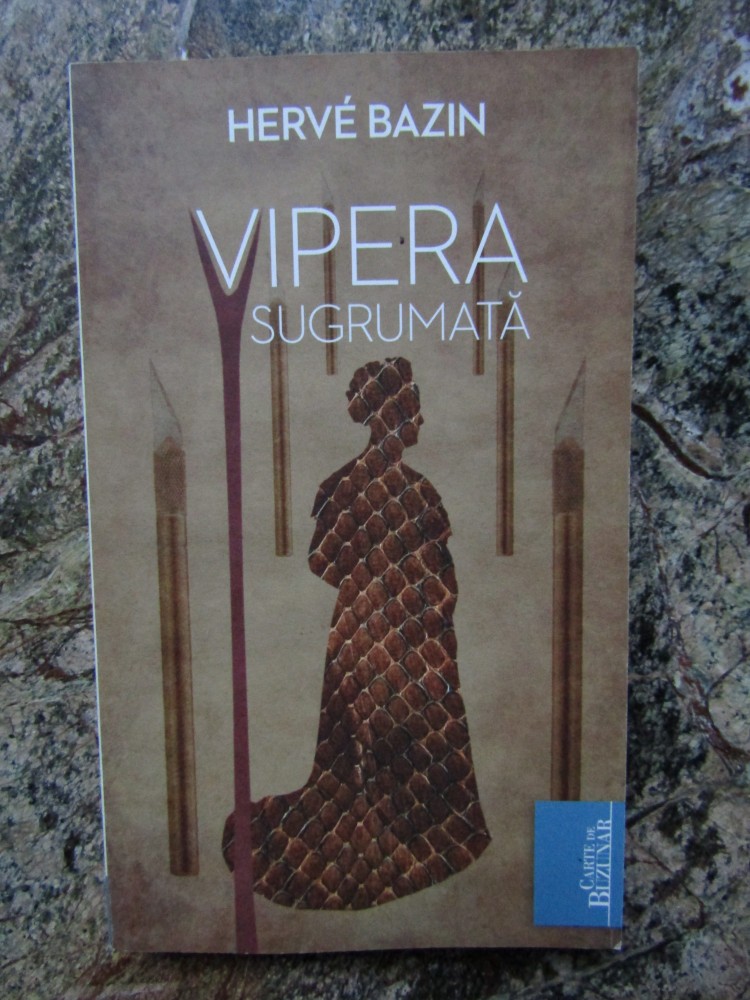 HERVÉ BAZIN
VIPERA
SUGRUMATĂ
CARTE DE
BUZUNAR